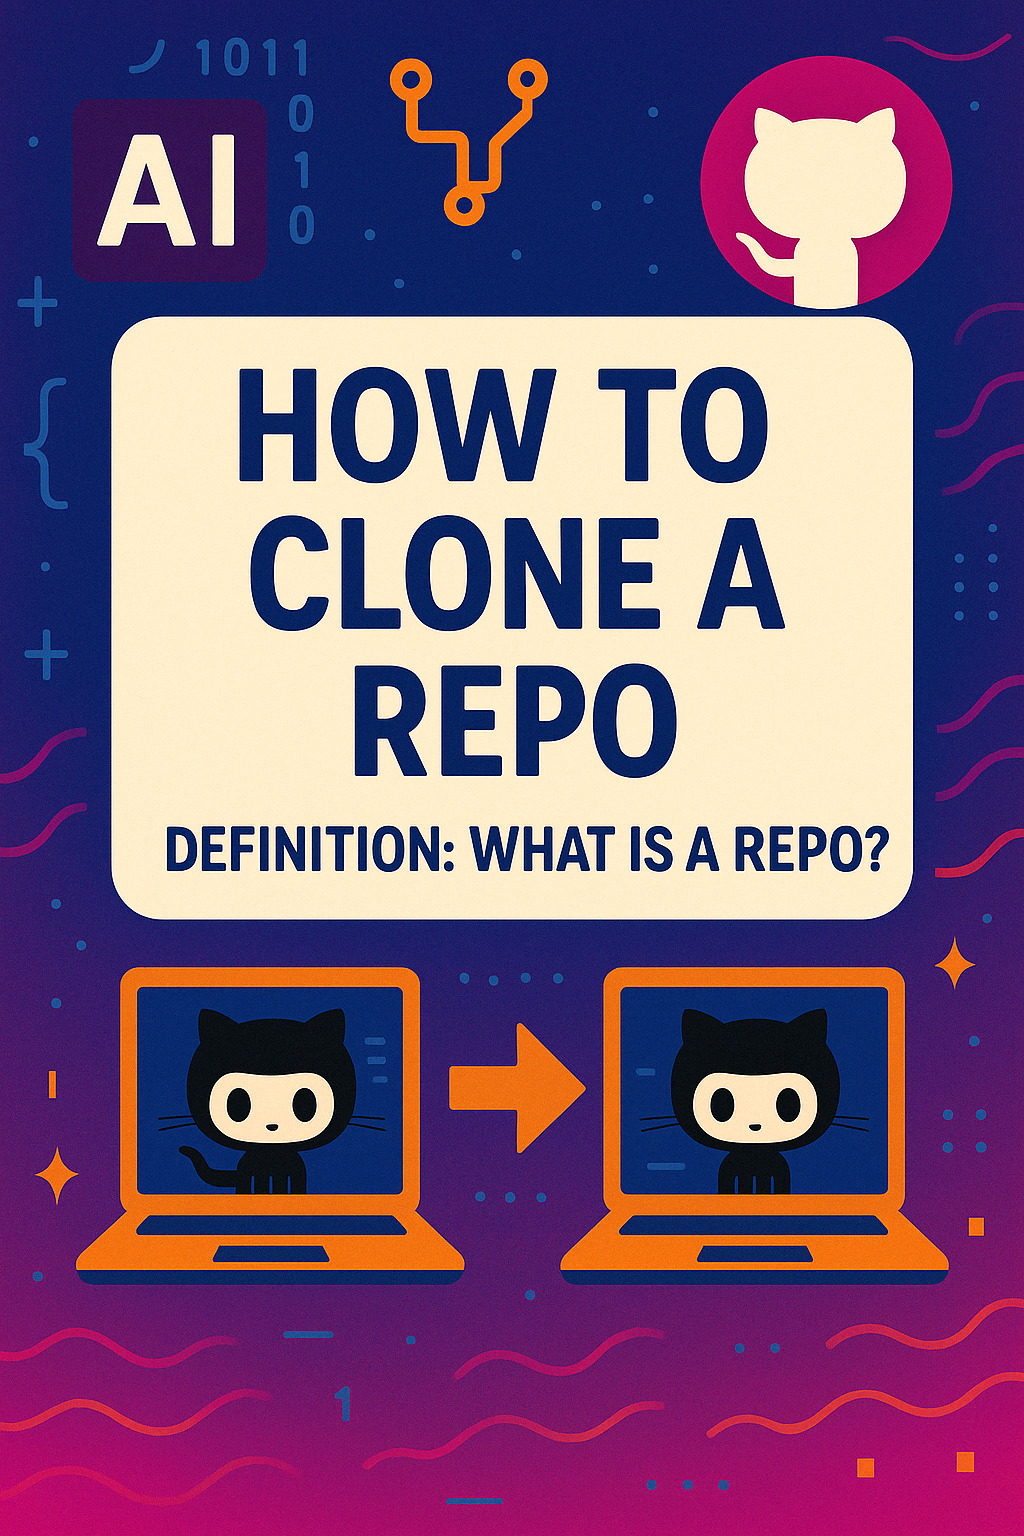 1011
0
1
0
AI
{
HOW TO
CLONE A
REPO
DEFINITION: WHAT IS A REPO?
1